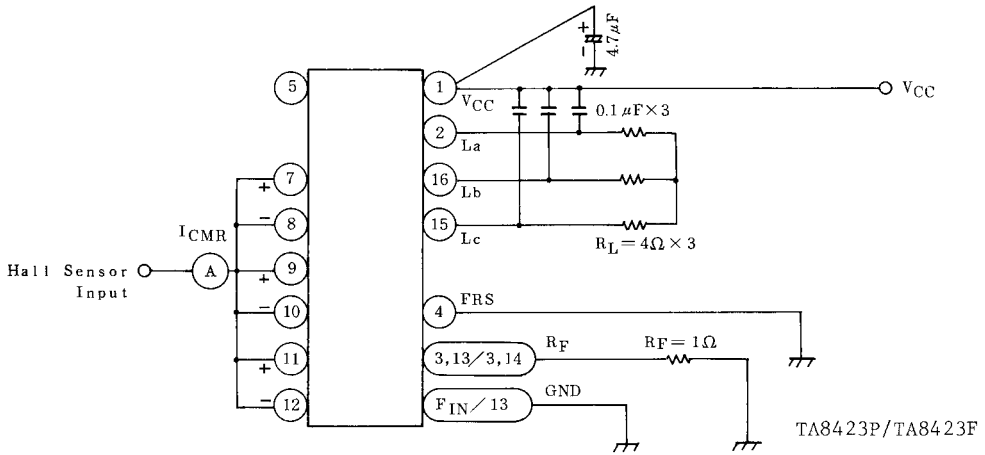 +
−
4.7μF
5
1
VCC
VCC
0.1μF×3
2
La
7
+
16
Lb
8
−
15
Lc
ICMR
RL=4Ω×3
Hall Sensor
Input
A
9
+
10
−
4
FRS
11
+
3,13/3,14
RF
RF=1Ω
12
−
FIN/13
GND
TA8423P/TA8423F